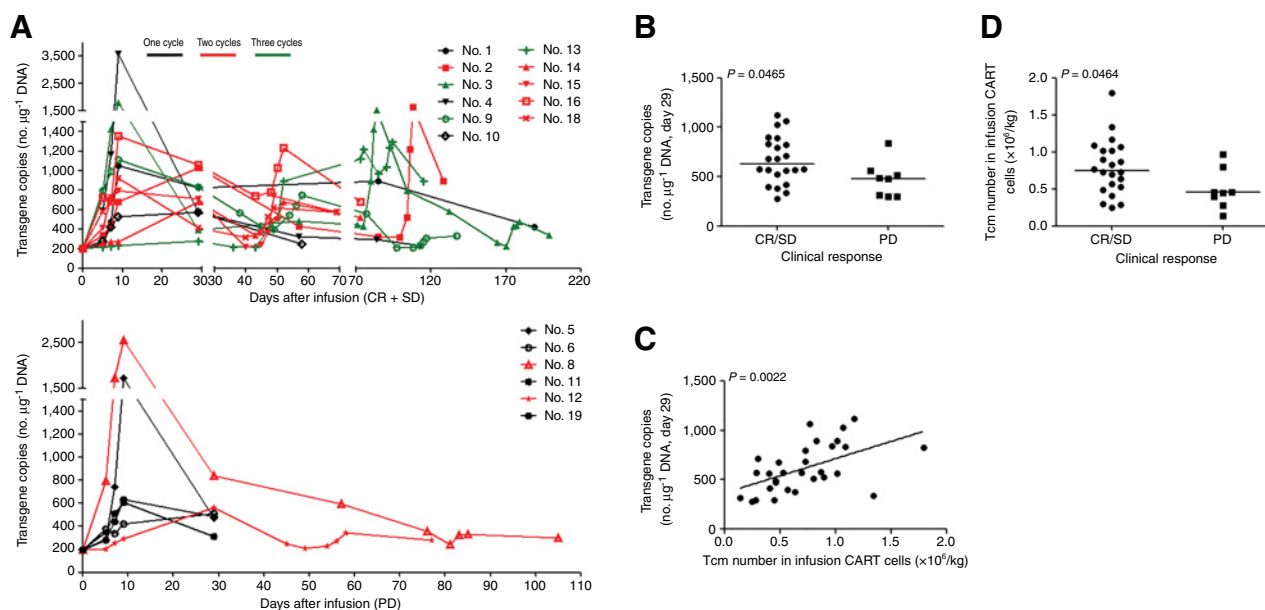 A
Transgene copies (no. µg⁻¹ DNA)
One cycle Two cycles Three cycles
3,500
2,500
1,500
1,400
1,200
1,000
800
600
400
200
0
No. 1
No. 2
No. 3
No. 4
No. 9
No. 10
No. 13
No. 14
No. 15
No. 16
No. 18
0 10 20 30 30 40 50 60 70 70 120 170 220
Days after infusion (CR + SD)
Transgene copies (no. µg⁻¹ DNA)
2,500
1,500
1,400
1,200
1,000
800
600
400
200
0
No. 5
No. 6
No. 8
No. 11
No. 12
No. 19
0 10 20 30 40 50 60 70 80 90 100 110
Days after infusion (PD)
B
P = 0.0465
Transgene copies
(no. µg⁻¹ DNA, day 29)
1,500
1,000
500
0
CR/SD PD
Clinical response
D
P = 0.0464
Tcm number in infusion CART
cells (×10⁶/kg)
2.0
1.5
1.0
0.5
0.0
CR/SD PD
Clinical response
C
P = 0.0022
Transgene copies
(no. µg⁻¹ DNA, day 29)
1,500
1,000
500
0
0.0 0.5 1.0 1.5 2.0
Tcm number in infusion CART cells (×10⁶/kg)